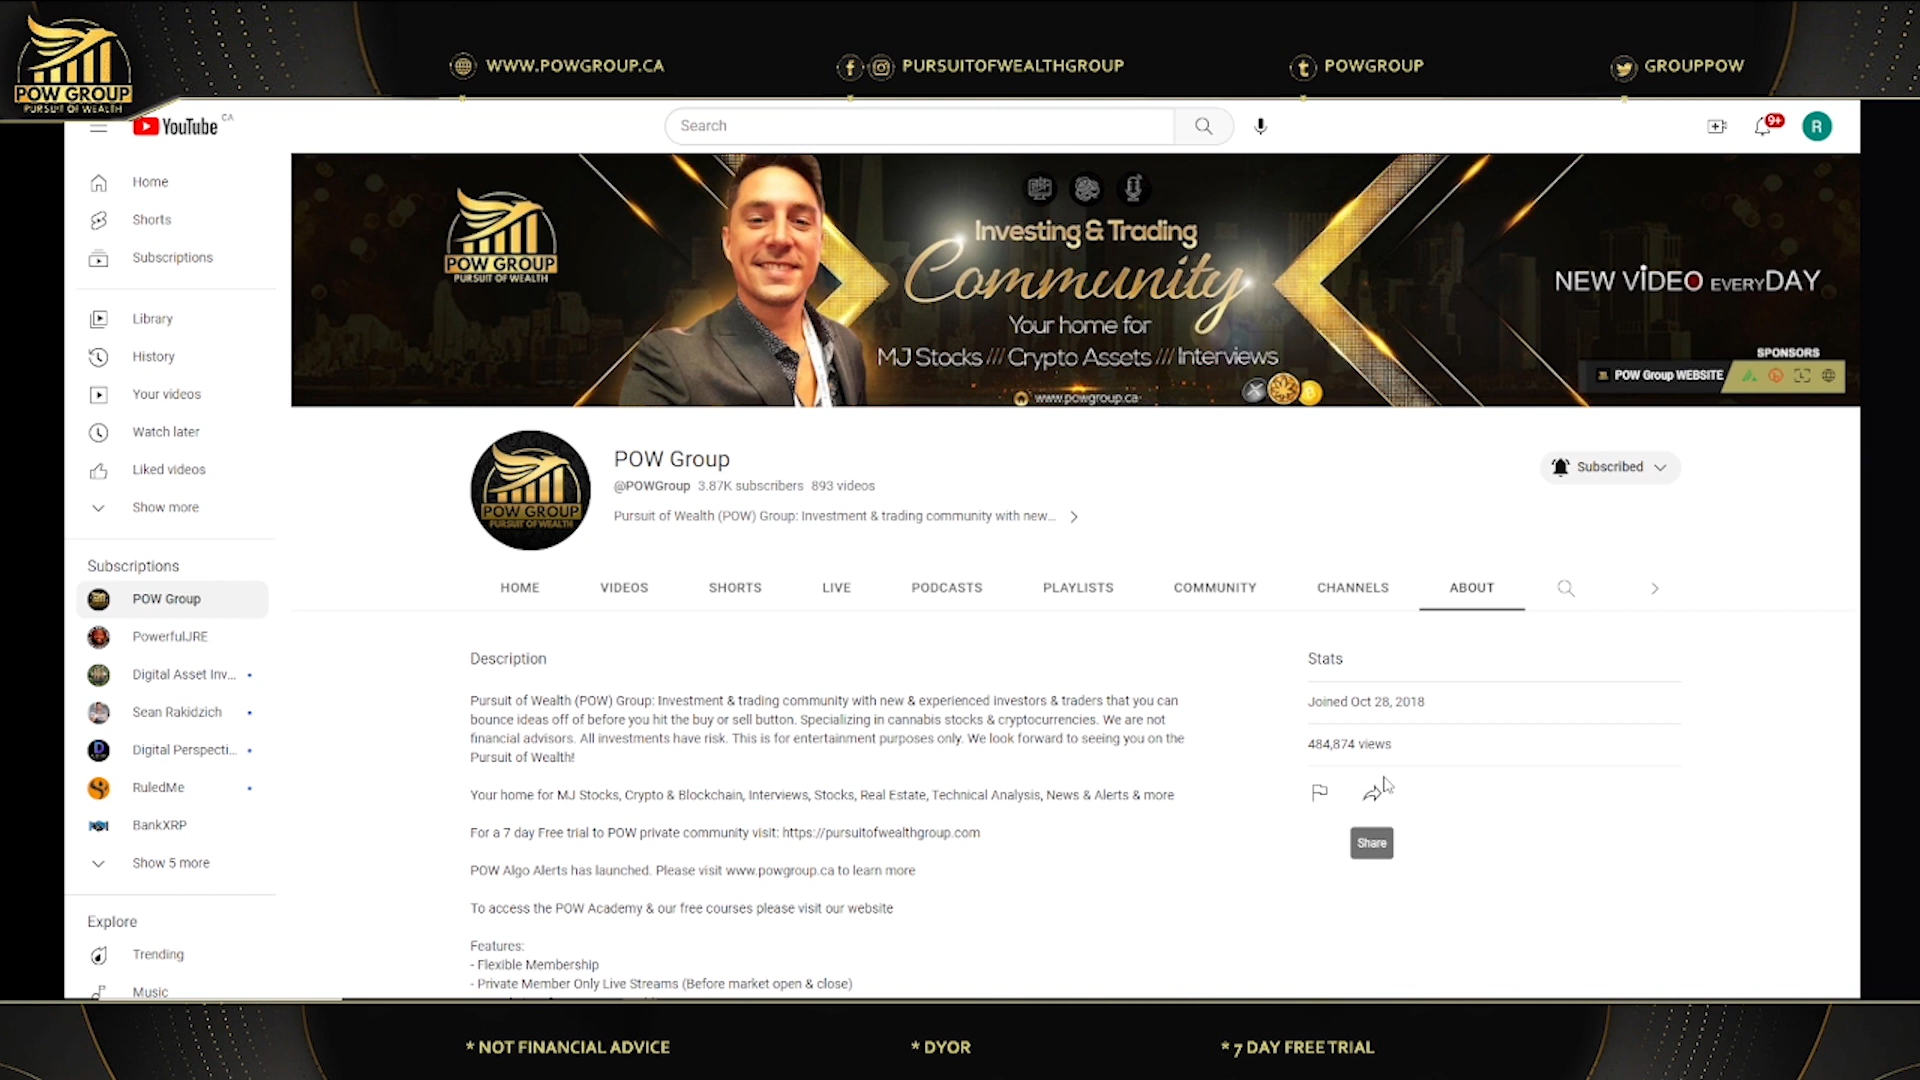 POW GROUP
PURSUIT OF WEALTH
WWW.POWGROUP.CA
PURSUITOFWEALTHGROUP
POWGROUP
GROUPPOW
YouTube CA
Search
9+
R
Home
Shorts
Subscriptions
Library
History
Your videos
Watch later
Liked videos
Show more
Subscriptions
POW Group
PowerfulJRE
Digital Asset Inv...
Sean Rakidzich
Digital Perspecti...
RuledMe
BankXRP
Show 5 more
Explore
Trending
Music
POW GROUP
PURSUIT OF WEALTH
Investing & Trading
Community
Your home for
MJ Stocks /// Crypto Assets /// Interviews
www.powgroup.ca
NEW ViDEO EVERYDAY
SPONSORS
POW Group WEBSITE
POW GROUP
PURSUIT OF WEALTH
POW Group
@POWGroup 3.87K subscribers 893 videos
Pursuit of Wealth (POW) Group: Investment & trading community with new...
Subscribed
HOME VIDEOS SHORTS LIVE PODCASTS PLAYLISTS COMMUNITY CHANNELS ABOUT
Description
Pursuit of Wealth (POW) Group: Investment & trading community with new & experienced investors & traders that you can
bounce ideas off of before you hit the buy or sell button. Specializing in cannabis stocks & cryptocurrencies. We are not
financial advisors. All investments have risk. This is for entertainment purposes only. We look forward to seeing you on the
Pursuit of Wealth!
Your home for MJ Stocks, Crypto & Blockchain, Interviews, Stocks, Real Estate, Technical Analysis, News & Alerts & more
For a 7 day Free trial to POW private community visit: https://pursuitofwealthgroup.com
POW Algo Alerts has launched. Please visit www.powgroup.ca to learn more
To access the POW Academy & our free courses please visit our website
Features:
- Flexible Membership
- Private Member Only Live Streams (Before market open & close)
Stats
Joined Oct 28, 2018
484,874 views
Share
* NOT FINANCIAL ADVICE
* DYOR
* 7 DAY FREE TRIAL